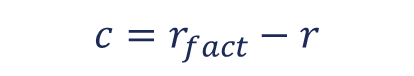 c = r_fact − r